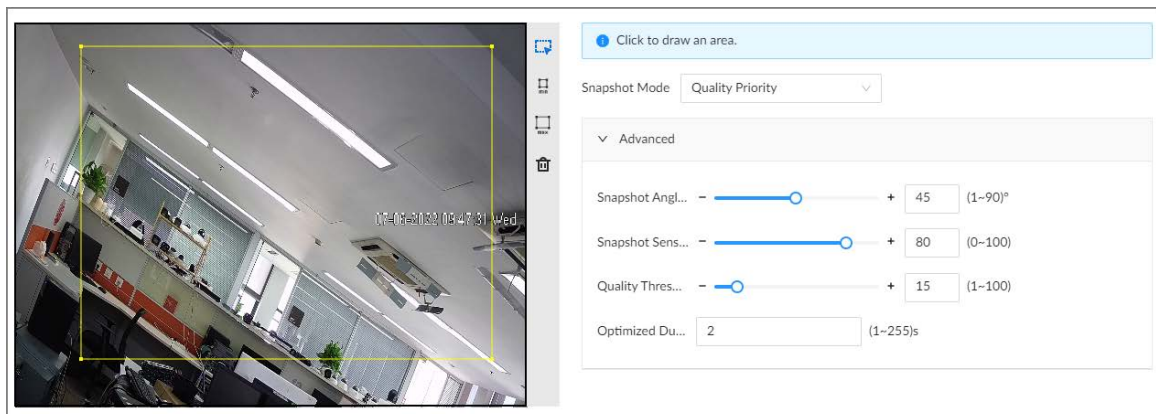 07-06-2022 09:47:31 Wed
Click to draw an area.
Snapshot Mode Quality Priority
Advanced
Snapshot Angl... - + 45 (1~90)°
Snapshot Sens... - + 80 (0~100)
Quality Thres... - + 15 (1~100)
Optimized Du... 2 (1~255)s